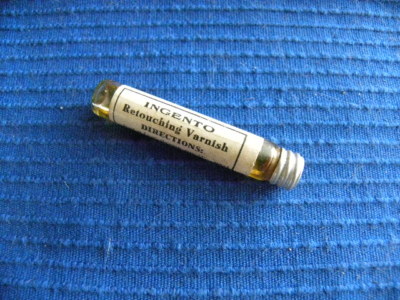 INGENTO
Retouching Varnish
DIRECTIONS: